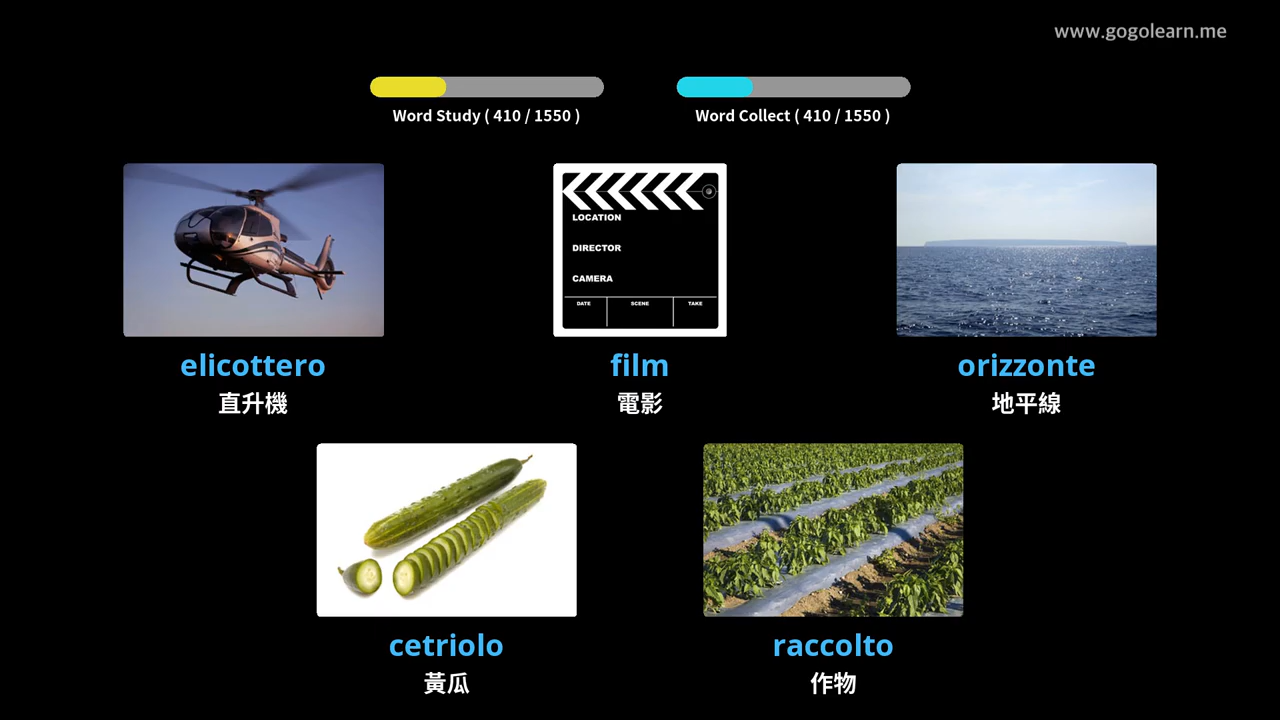 www.gogolearn.me
Word Study ( 410 / 1550 )
Word Collect ( 410 / 1550 )
LOCATION
DIRECTOR
CAMERA
DATE
SCENE
TAKE
elicottero
直升機
film
電影
orizzonte
地平線
cetriolo
黃瓜
raccolto
作物